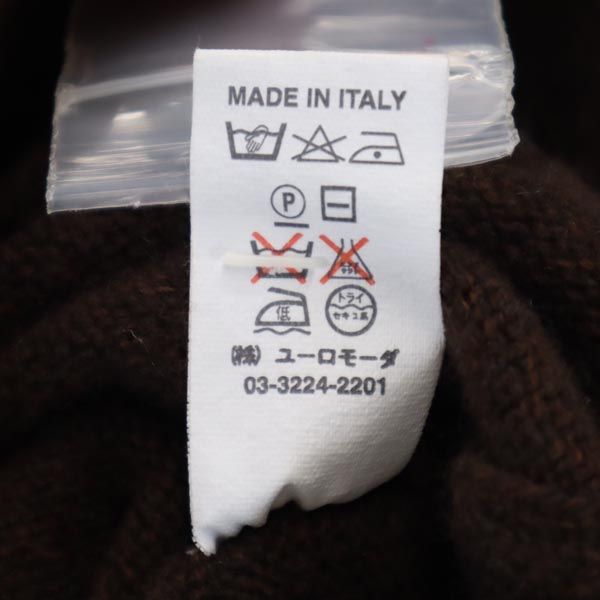 MADE IN ITALY
P
低 ドライ セキユ系
(株) ユーロモーダ
03-3224-2201